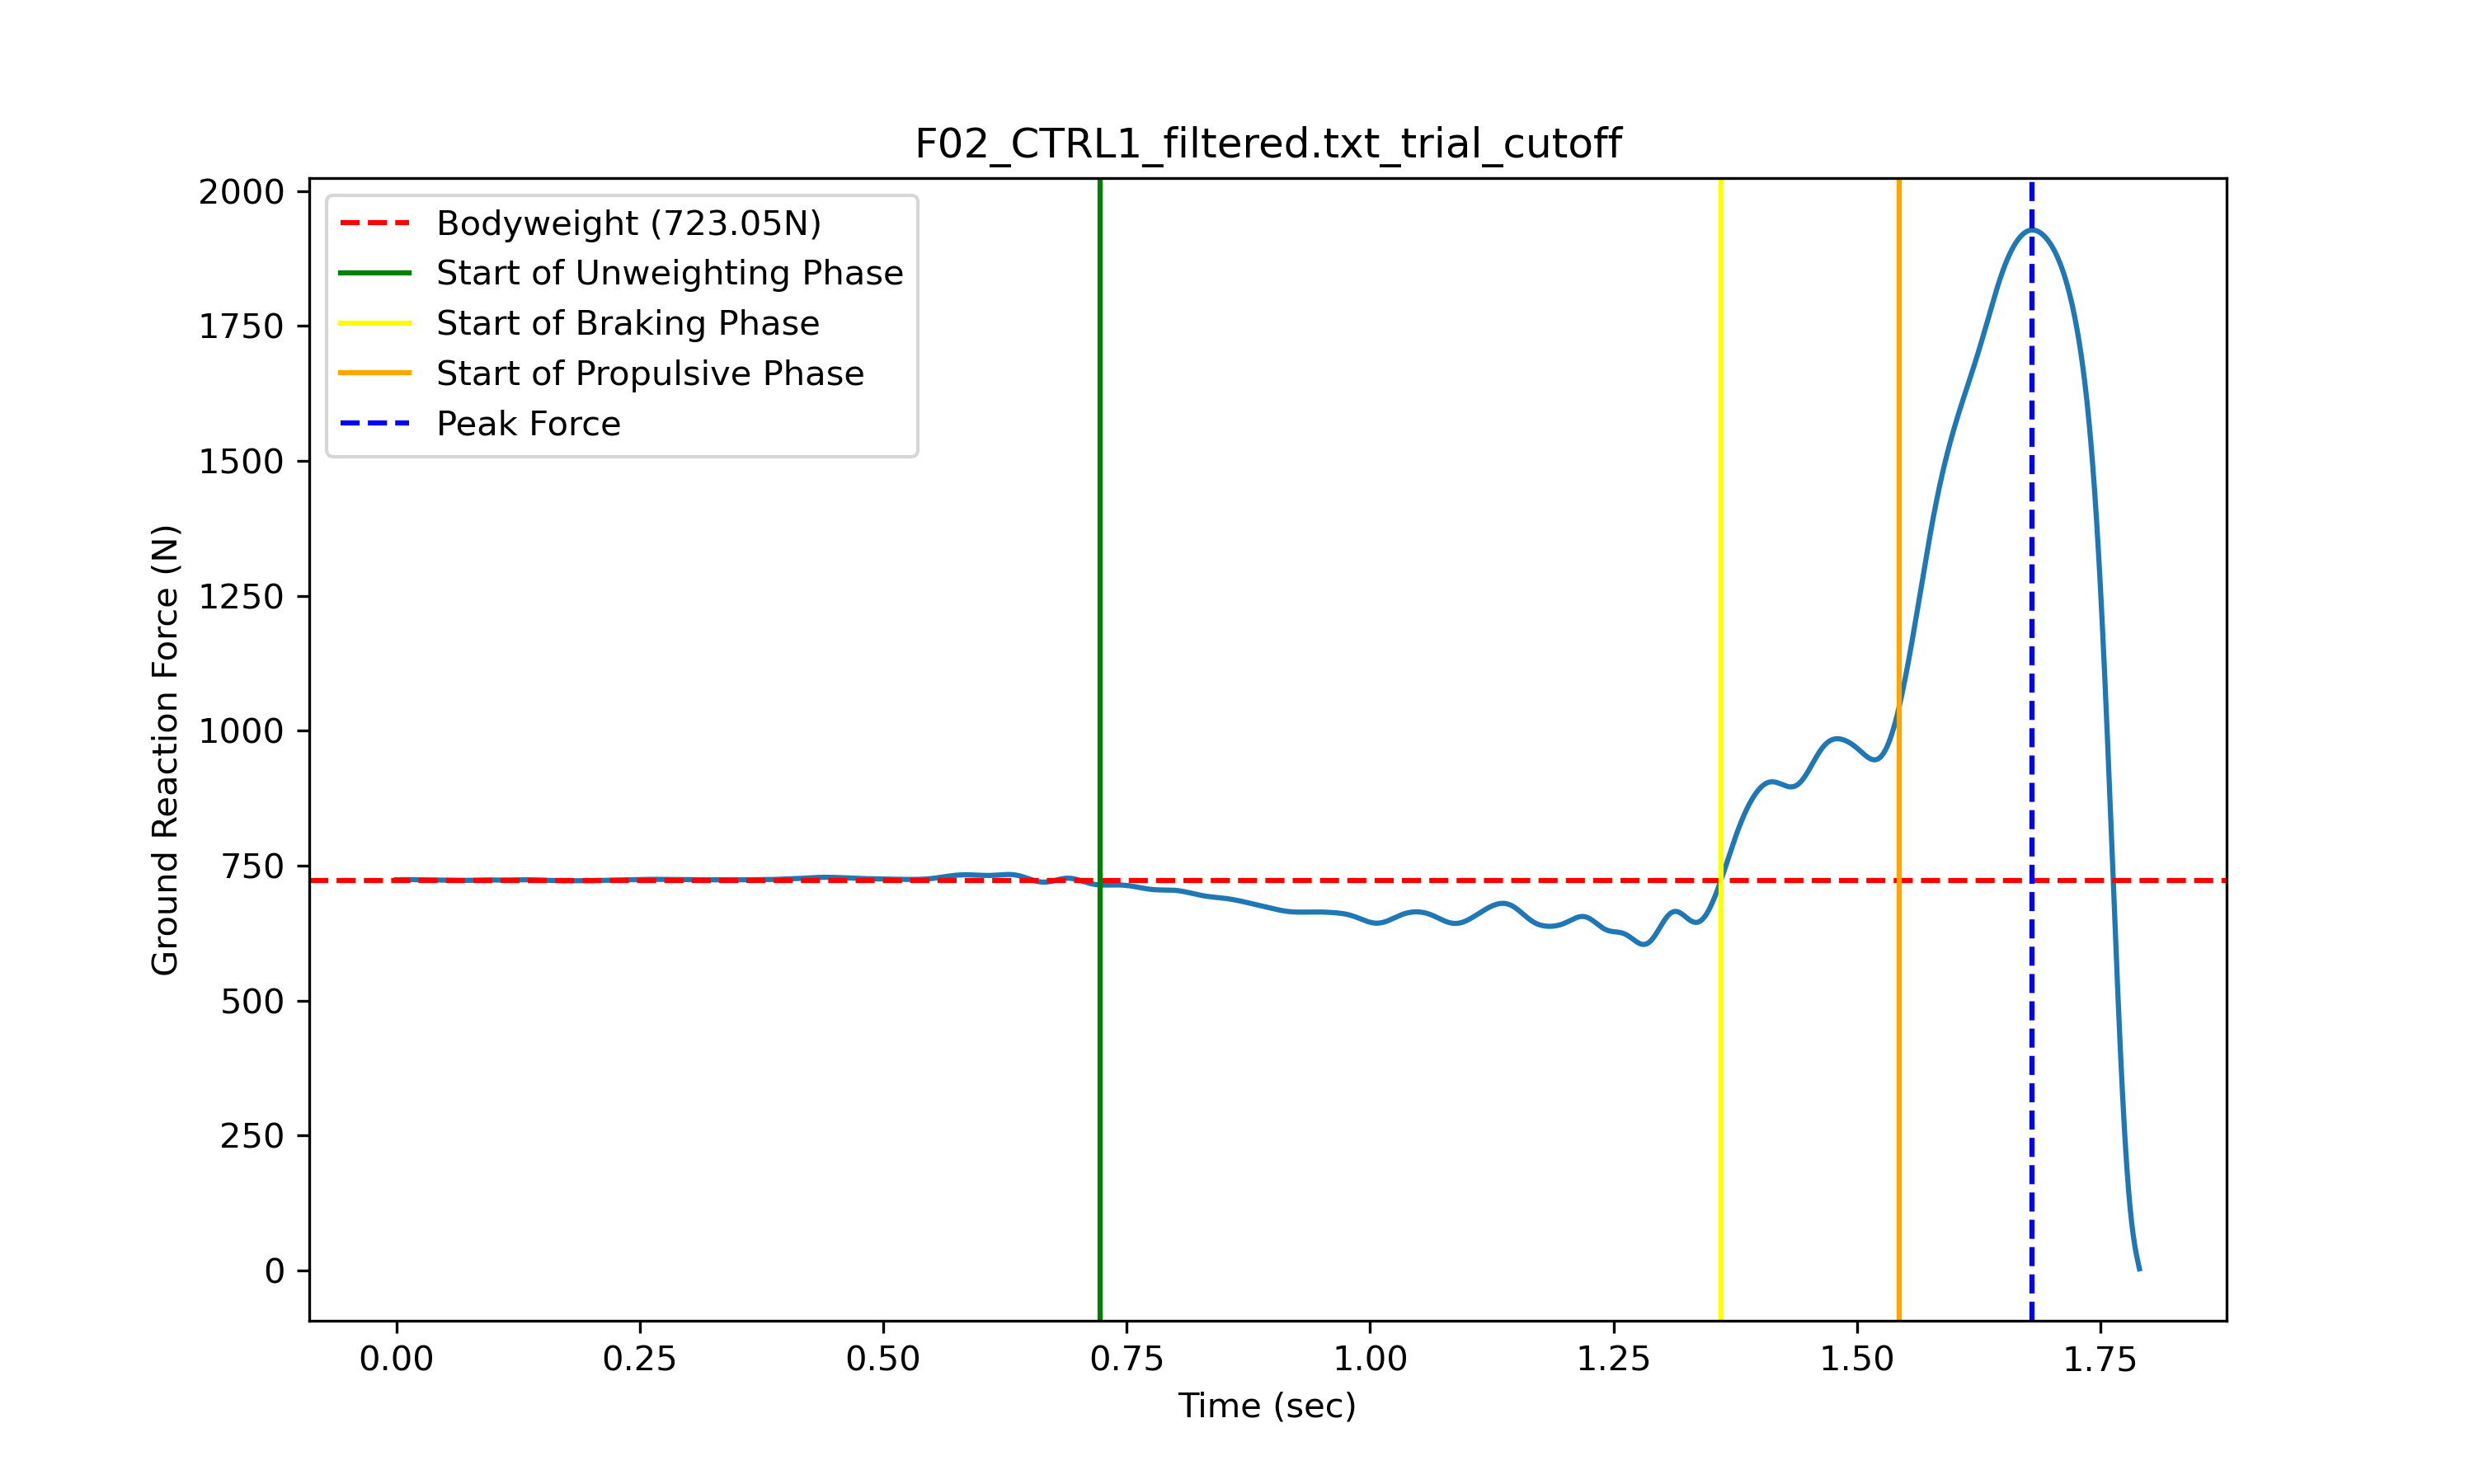 F02_CTRL1_filtered.txt_trial_cutoff
Bodyweight (723.05N)
Start of Unweighting Phase
Start of Braking Phase
Start of Propulsive Phase
Peak Force
Ground Reaction Force (N)
2000
1750
1500
1250
1000
750
500
250
0
0.00 0.25 0.50 0.75 1.00 1.25 1.50 1.75
Time (sec)